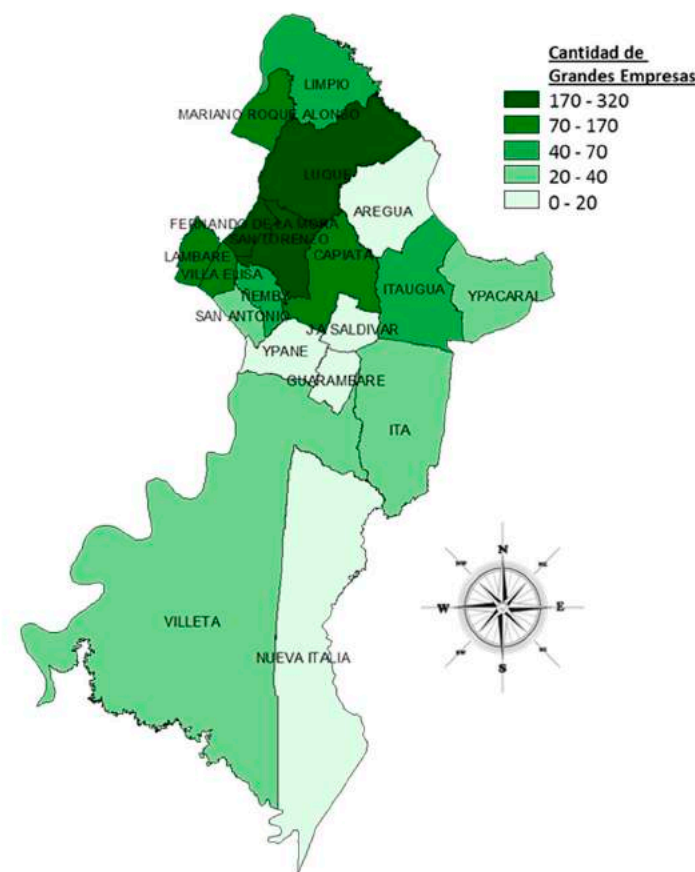 Cantidad de
Grandes Empresas
170 - 320
70 - 170
40 - 70
20 - 40
0 - 20
LIMPIO
MARIANO ROQUE ALONSO
LUQUE
AREGUA
FERNANDO DE LA MORA
SAN LORENZO
LAMBARE
CAPIATA
VILLA ELISA
ITAUGUA
YPACARAI
ÑEMBY
SAN ANTONIO
J.A SALDIVAR
YPANE
GUARAMBARE
ITA
N
W
E
S
VILLETA
NUEVA ITALIA